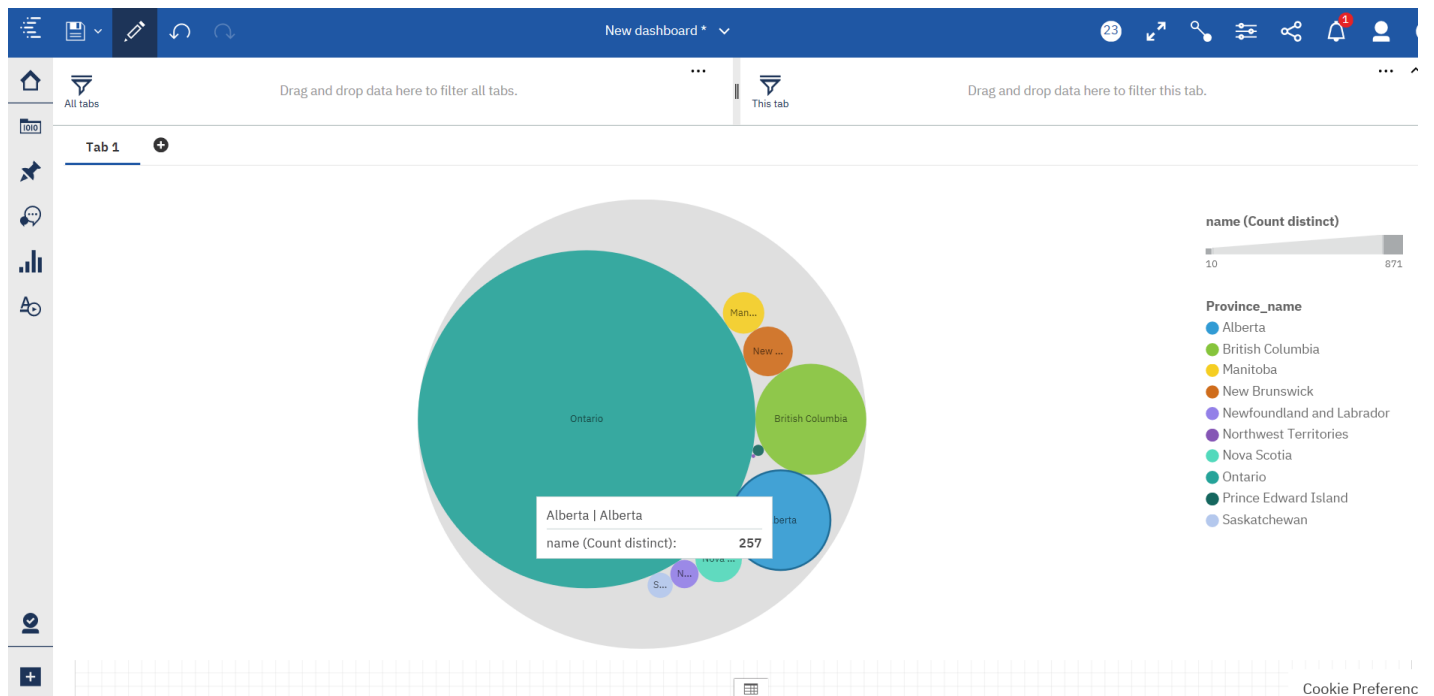 New dashboard *
23
1
All tabs
Drag and drop data here to filter all tabs.
This tab
Drag and drop data here to filter this tab.
Tab 1
name (Count distinct)
10
871
Province_name
Alberta
British Columbia
Manitoba
New Brunswick
Newfoundland and Labrador
Northwest Territories
Nova Scotia
Ontario
Prince Edward Island
Saskatchewan
Man...
New ...
Ontario
British Columbia
Alberta | Alberta
name (Count distinct): 257
berta
Nova ...
N...
S...
Cookie Preferenc